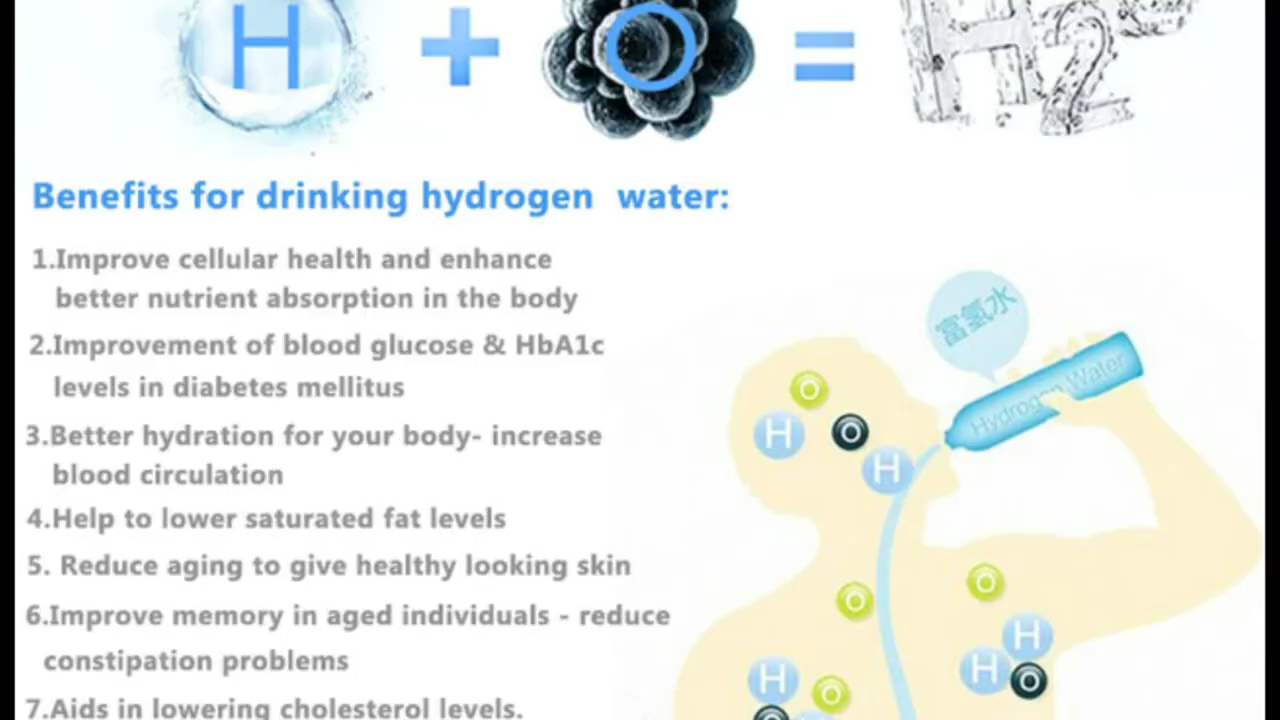 H + O = H2O
Benefits for drinking hydrogen water:
1.Improve cellular health and enhance
better nutrient absorption in the body
2.Improvement of blood glucose & HbA1c
levels in diabetes mellitus
3.Better hydration for your body- increase
blood circulation
4.Help to lower saturated fat levels
5. Reduce aging to give healthy looking skin
6.Improve memory in aged individuals - reduce
constipation problems
7.Aids in lowering cholesterol levels.
富氢水
Hydrogen Water
O
H
O
H
O
O
H
H
O
H
O
O